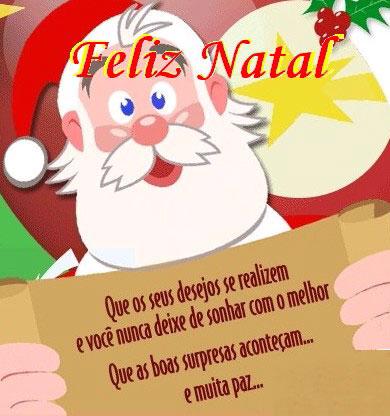 Feliz Natal
Que os seus desejos se realizem
e você nunca deixe de sonhar com o melhor
Que as boas surpresas aconteçam...
e muita paz...